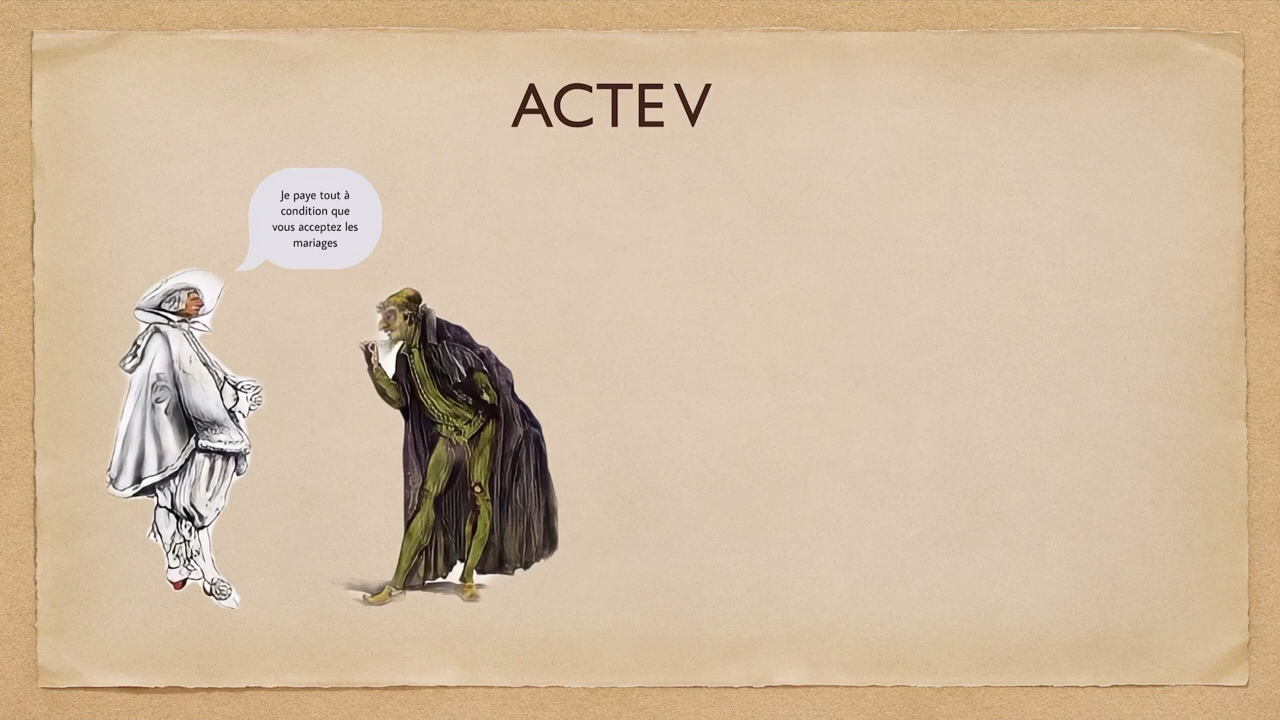 ACTE V
Je paye tout à
condition que
vous acceptez les
mariages